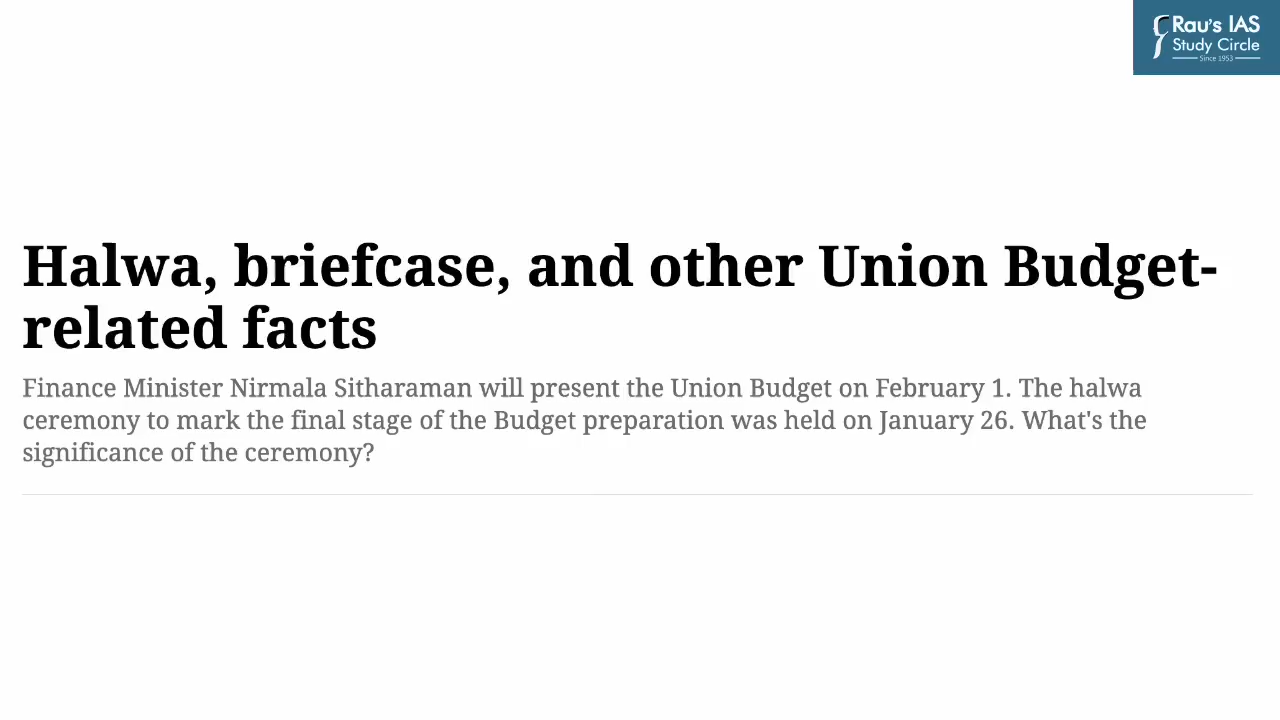 Rau's IAS
Study Circle
Since 1953
Halwa, briefcase, and other Union Budget-
related facts
Finance Minister Nirmala Sitharaman will present the Union Budget on February 1. The halwa
ceremony to mark the final stage of the Budget preparation was held on January 26. What's the
significance of the ceremony?